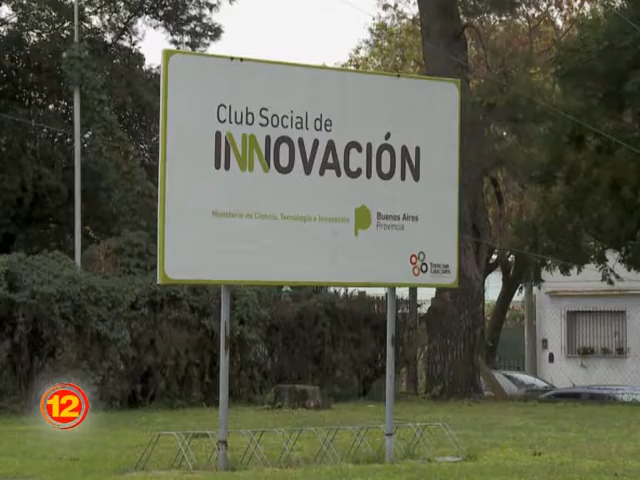 Club Social de
INNOVACIÓN
Ministerio de Ciencia, Tecnología e Innovación
Buenos Aires
Provincia
12